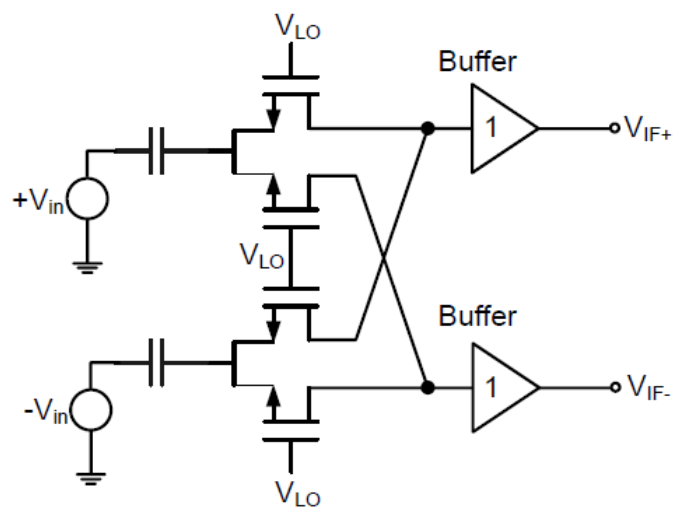 V_LO
Buffer
1
V_IF+
+V_in
V_LO
Buffer
1
V_IF-
-V_in
V_LO